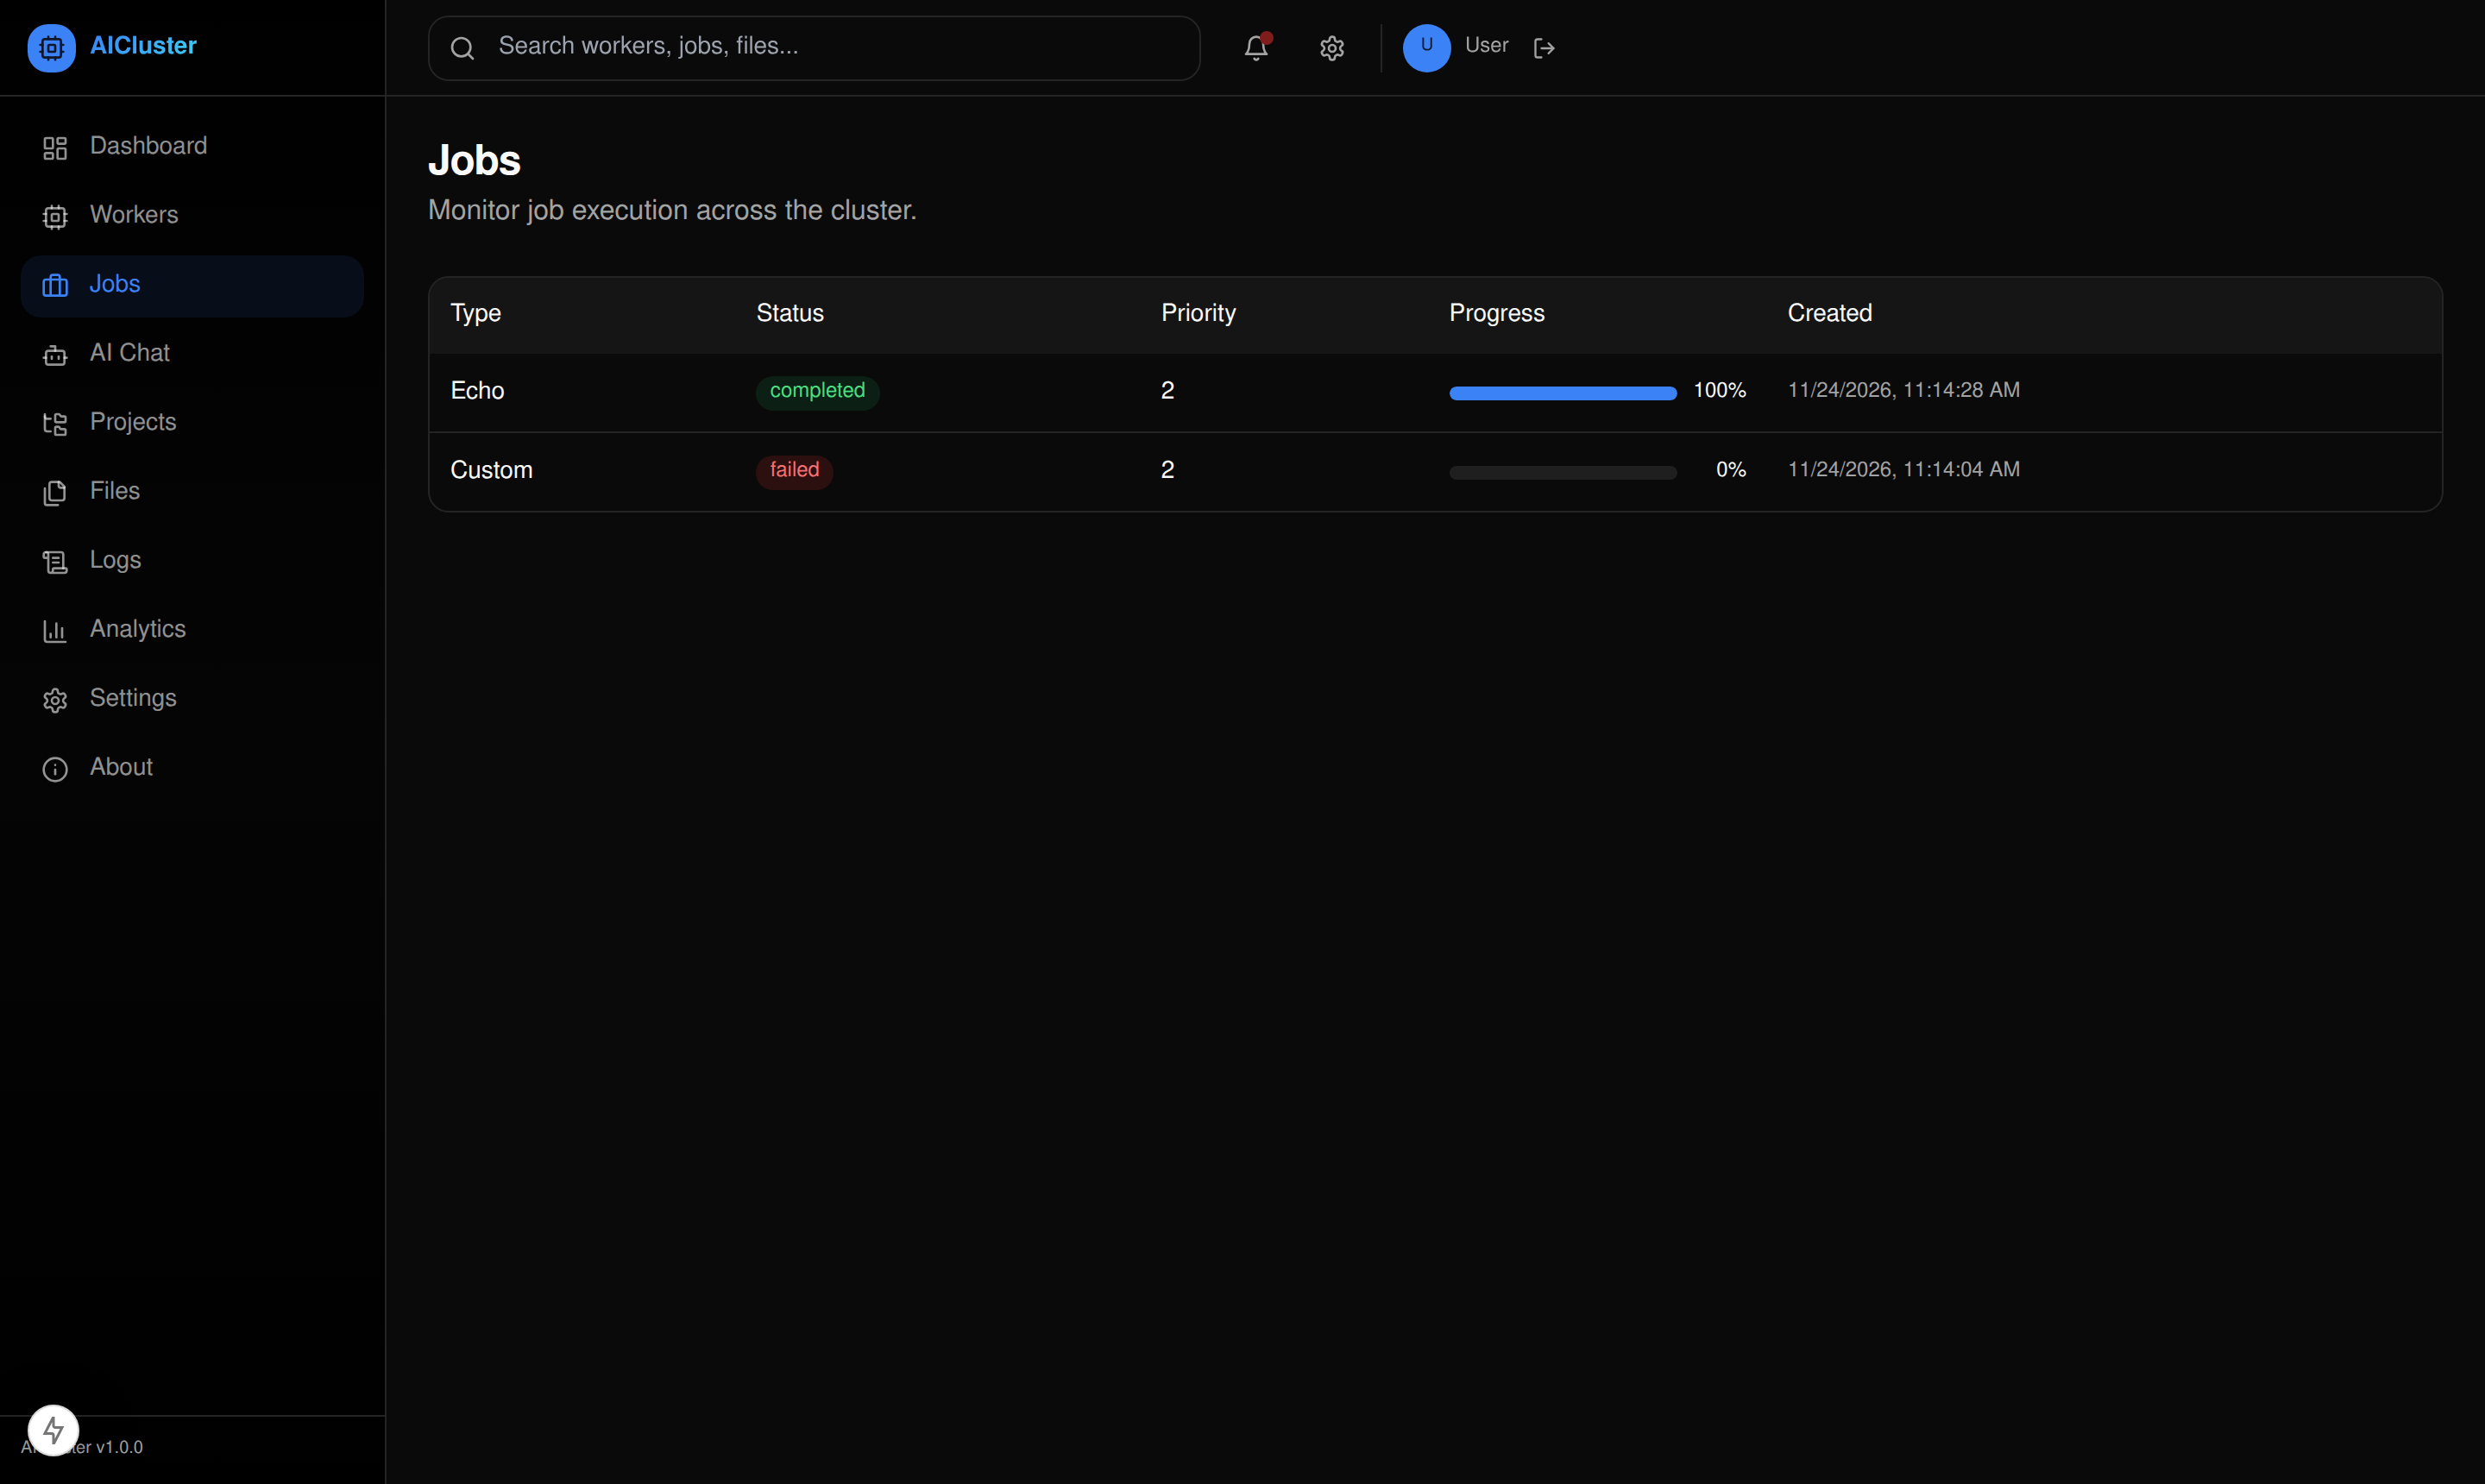 AICluster
Search workers, jobs, files...
U
User
Dashboard
Workers
Jobs
AI Chat
Projects
Files
Logs
Analytics
Settings
About
Jobs
Monitor job execution across the cluster.
Type Status Priority Progress Created
Echo completed 2 100% 11/24/2026, 11:14:28 AM
Custom failed 2 0% 11/24/2026, 11:14:04 AM
v1.0.0